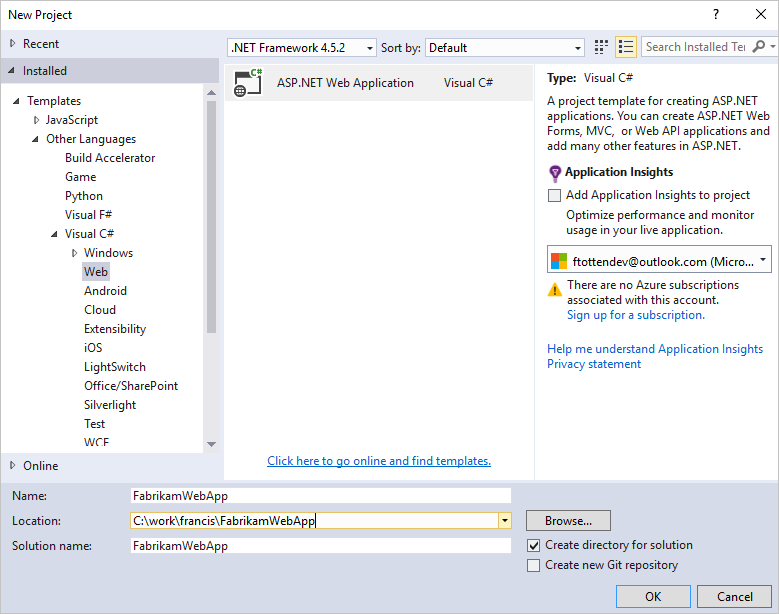 New Project
?
Recent
.NET Framework 4.5.2
Sort by:
Default
Search Installed Te
Installed
Templates
JavaScript
Other Languages
Build Accelerator
Game
Python
Visual F#
Visual C#
Windows
Web
Android
Cloud
Extensibility
iOS
LightSwitch
Office/SharePoint
Silverlight
Test
WCF
Online
C#
ASP.NET Web Application
Visual C#
Click here to go online and find templates.
Type: Visual C#
A project template for creating ASP.NET
applications. You can create ASP.NET Web
Forms, MVC, or Web API applications and
add many other features in ASP.NET.
Application Insights
Add Application Insights to project
Optimize performance and monitor
usage in your live application.
ftottendev@outlook.com (Micro...
There are no Azure subscriptions
associated with this account.
Sign up for a subscription.
Help me understand Application Insights
Privacy statement
Name:
FabrikamWebApp
Location:
C:\work\francis\FabrikamWebApp
Browse...
Solution name:
FabrikamWebApp
Create directory for solution
Create new Git repository
OK
Cancel